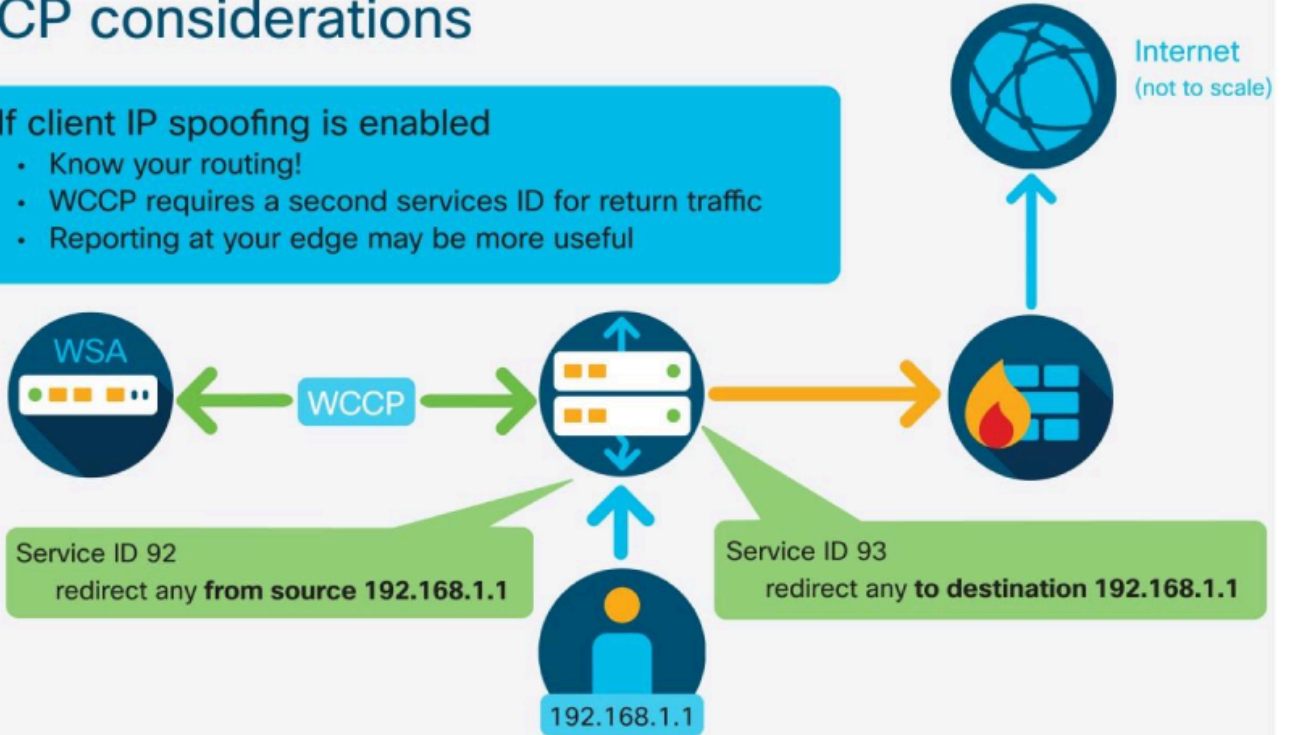 CP considerations
Internet
(not to scale)
If client IP spoofing is enabled
• Know your routing!
• WCCP requires a second services ID for return traffic
• Reporting at your edge may be more useful
WSA
WCCP
Service ID 92
redirect any from source 192.168.1.1
Service ID 93
redirect any to destination 192.168.1.1
192.168.1.1